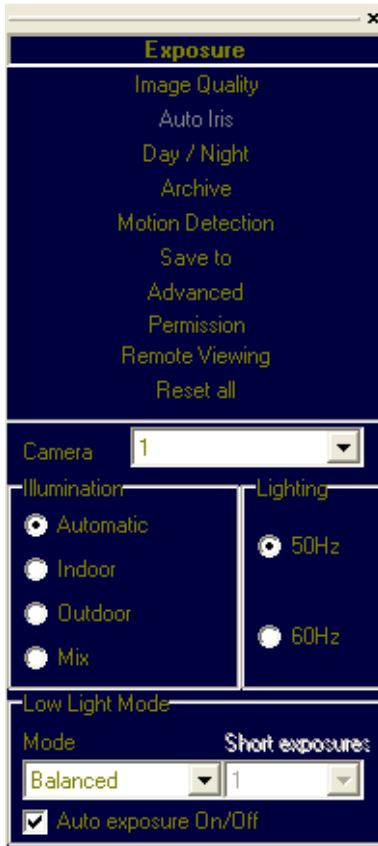 Exposure
Image Quality
Auto Iris
Day / Night
Archive
Motion Detection
Save to
Advanced
Permission
Remote Viewing
Reset all
Camera 1
Illumination Lighting
Automatic
50Hz
Indoor
Outdoor
60Hz
Mix
Low Light Mode
Mode Short exposures
Balanced 1
Auto exposure On/Off